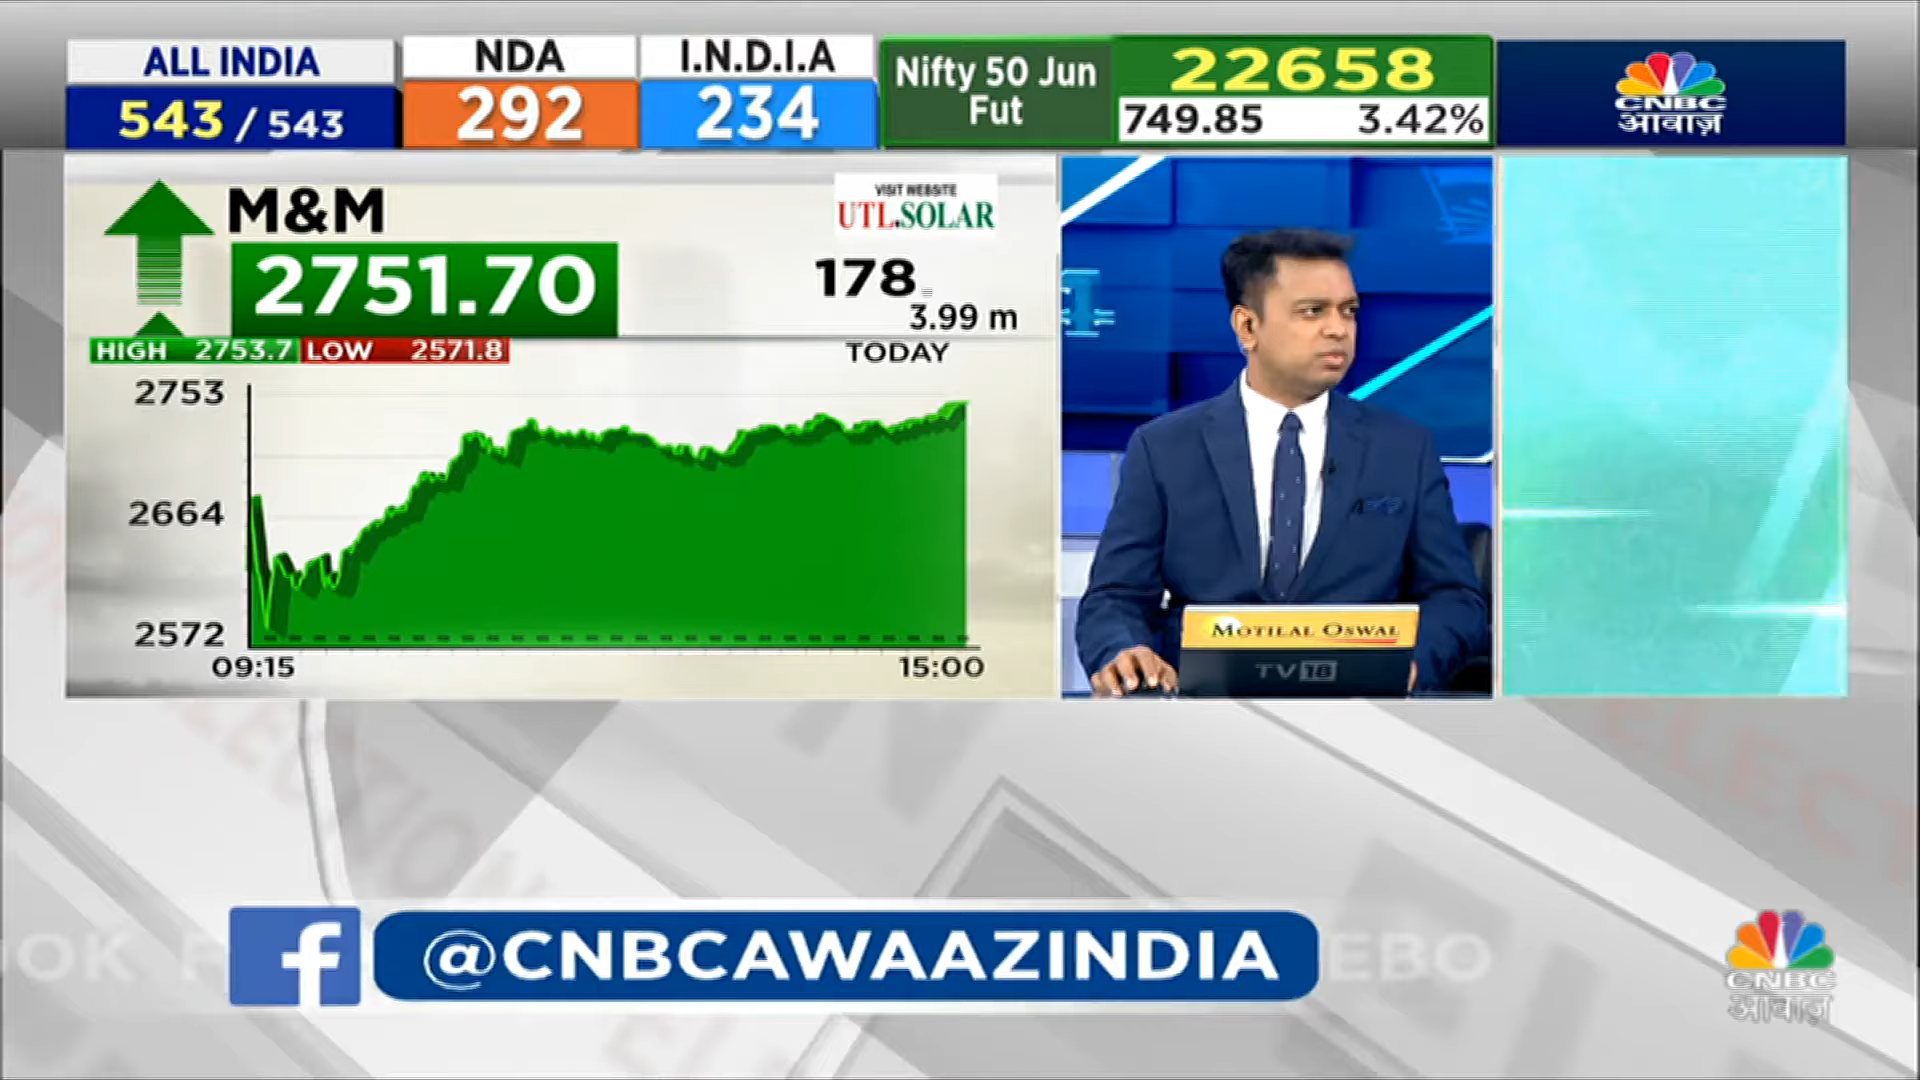 ALL INDIA
543 / 543
NDA
292
I.N.D.I.A
234
Nifty 50 Jun
Fut
22658
749.85 3.42%
CNBC
आवाज़
M&M
2751.70
HIGH 2753.7 LOW 2571.8
VISIT WEBSITE
UTL.SOLAR
178
3.99 m
TODAY
2753
2664
2572
09:15 15:00
MOTILAL OSWAL
TV18
@CNBCAWAAZINDIA
EBO
CNBC
आवाज़